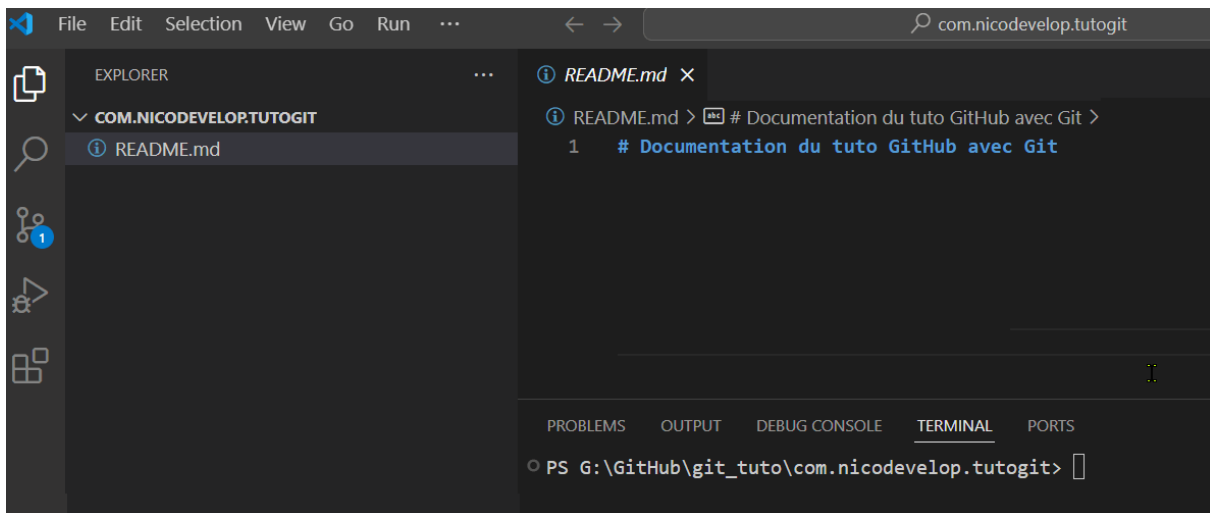 File Edit Selection View Go Run ··· com.nicodevelop.tutogit
EXPLORER ···
COM.NICODEVELOP.TUTOGIT
README.md
1
README.md
README.md > # Documentation du tuto GitHub avec Git >
1 # Documentation du tuto GitHub avec Git
PROBLEMS OUTPUT DEBUG CONSOLE TERMINAL PORTS
PS G:\GitHub\git_tuto\com.nicodevelop.tutogit>